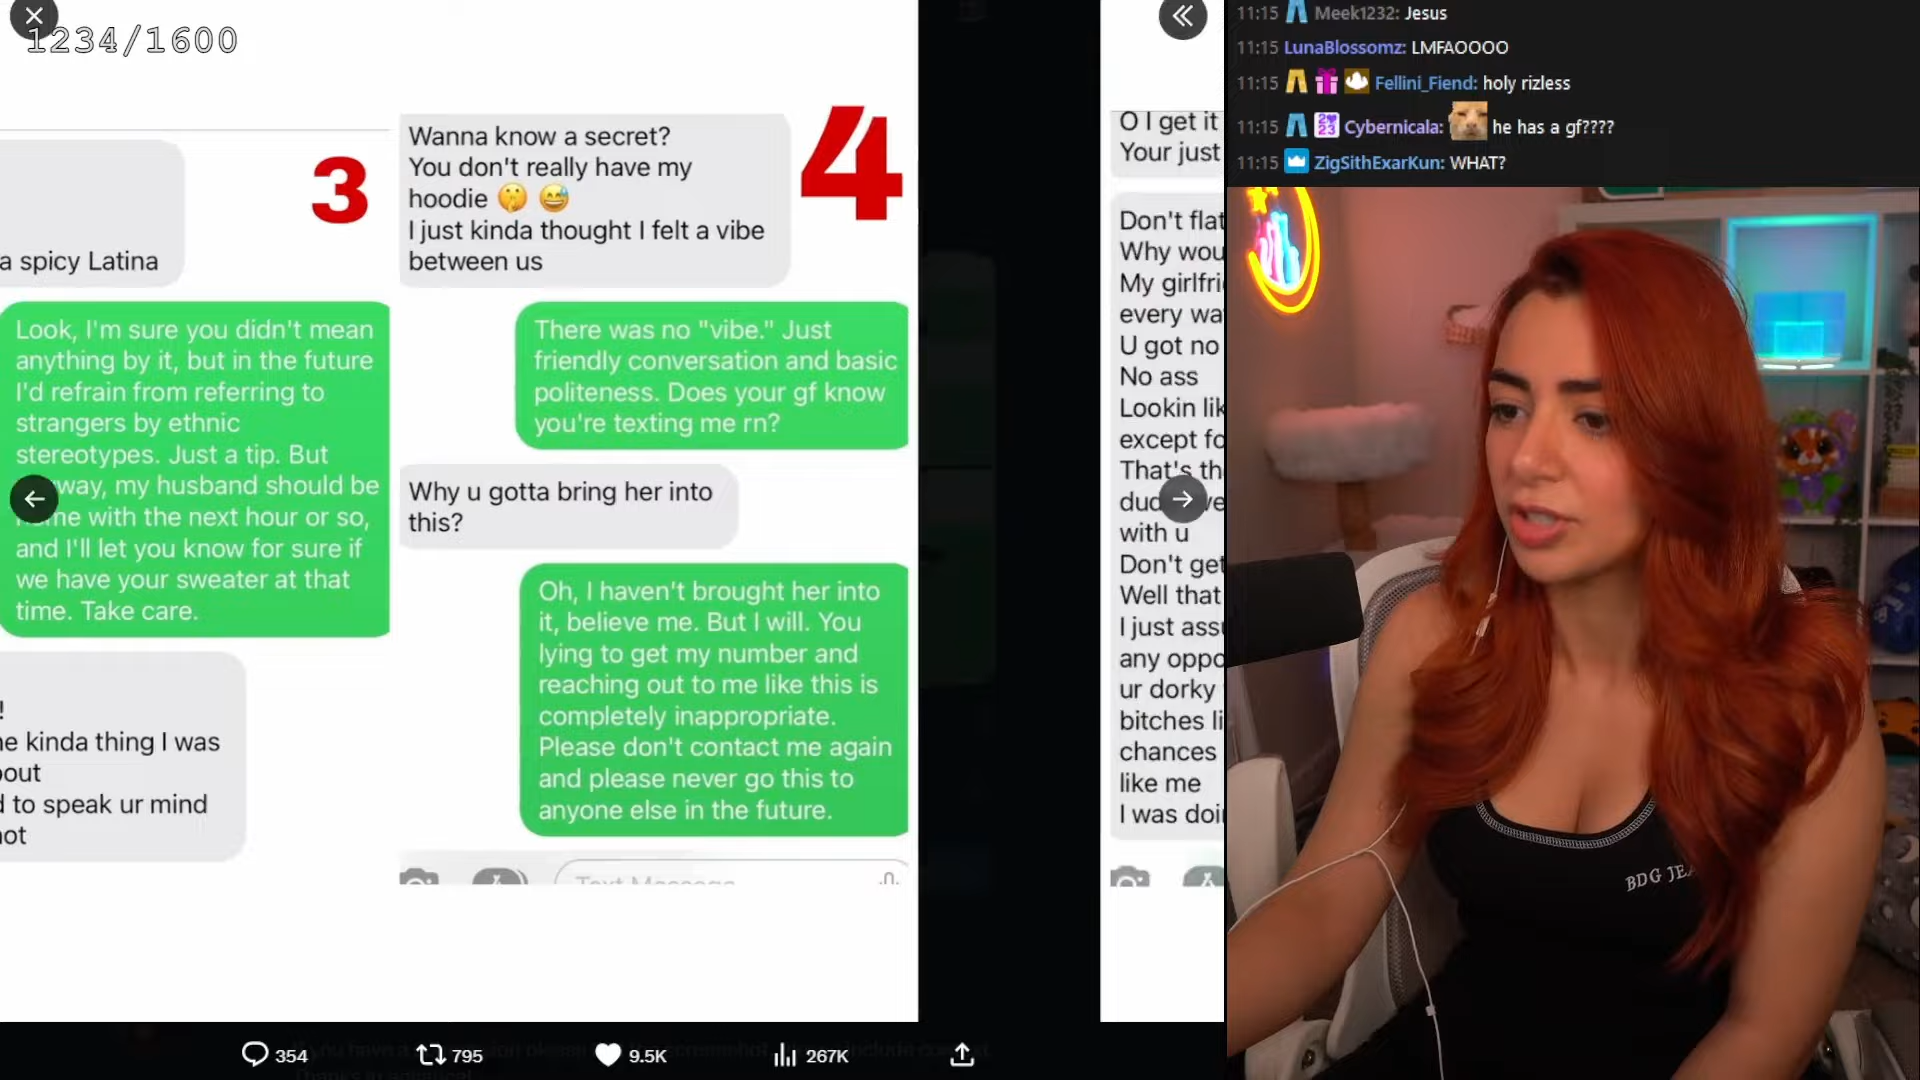 1234/1600
3
a spicy Latina
Look, I'm sure you didn't mean
anything by it, but in the future
I'd refrain from referring to
strangers by ethnic
stereotypes. Just a tip. But
way, my husband should be
me with the next hour or so,
and I'll let you know for sure if
we have your sweater at that
time. Take care.
!
e kinda thing I was
out
d to speak ur mind
not
4
Wanna know a secret?
You don't really have my
hoodie 🤫 😅
I just kinda thought I felt a vibe
between us
There was no "vibe." Just
friendly conversation and basic
politeness. Does your gf know
you're texting me rn?
Why u gotta bring her into
this?
Oh, I haven't brought her into
it, believe me. But I will. You
lying to get my number and
reaching out to me like this is
completely inappropriate.
Please don't contact me again
and please never go this to
anyone else in the future.
Text Message
O I get it
Your just
Don't flat
Why wou
My girlfri
every wa
U got no
No ass
Lookin lik
except fo
That's th
dud ve
with u
Don't get
Well that
I just ass
any oppo
ur dorky
bitches li
chances
like me
I was doi
354
795
9.5K
267K
11:15 Meek1232: Jesus
11:15 LunaBlossomz: LMFAOOOO
11:15 Fellini_Fiend: holy rizless
11:15 Cybernicala: he has a gf????
11:15 ZigSithExarKun: WHAT?
BDG JEA